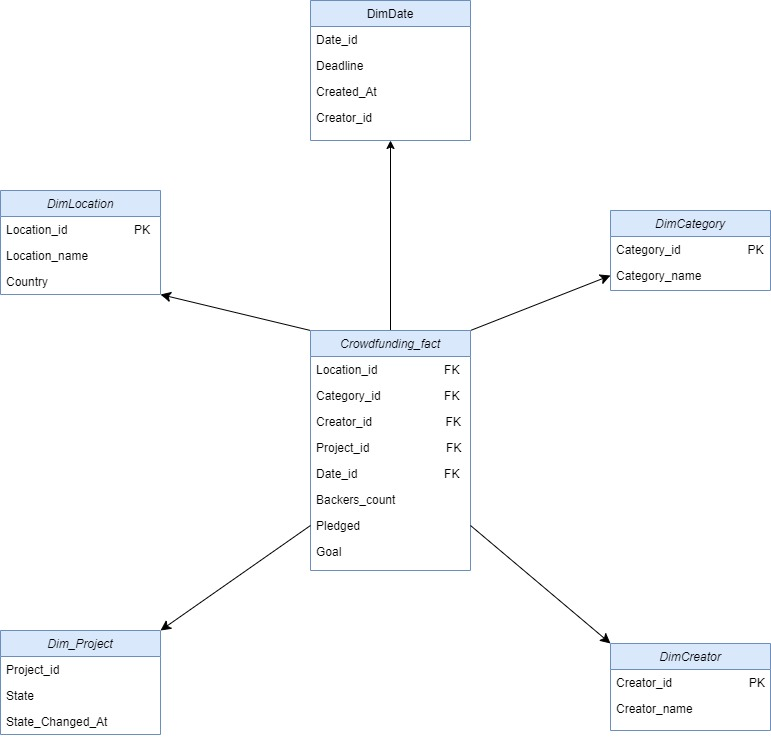 DimDate
Date_id
Deadline
Created_At
Creator_id
DimLocation
Location_id PK
Location_name
Country
DimCategory
Category_id PK
Category_name
Crowdfunding_fact
Location_id FK
Category_id FK
Creator_id FK
Project_id FK
Date_id FK
Backers_count
Pledged
Goal
Dim_Project
Project_id
State
State_Changed_At
DimCreator
Creator_id PK
Creator_name